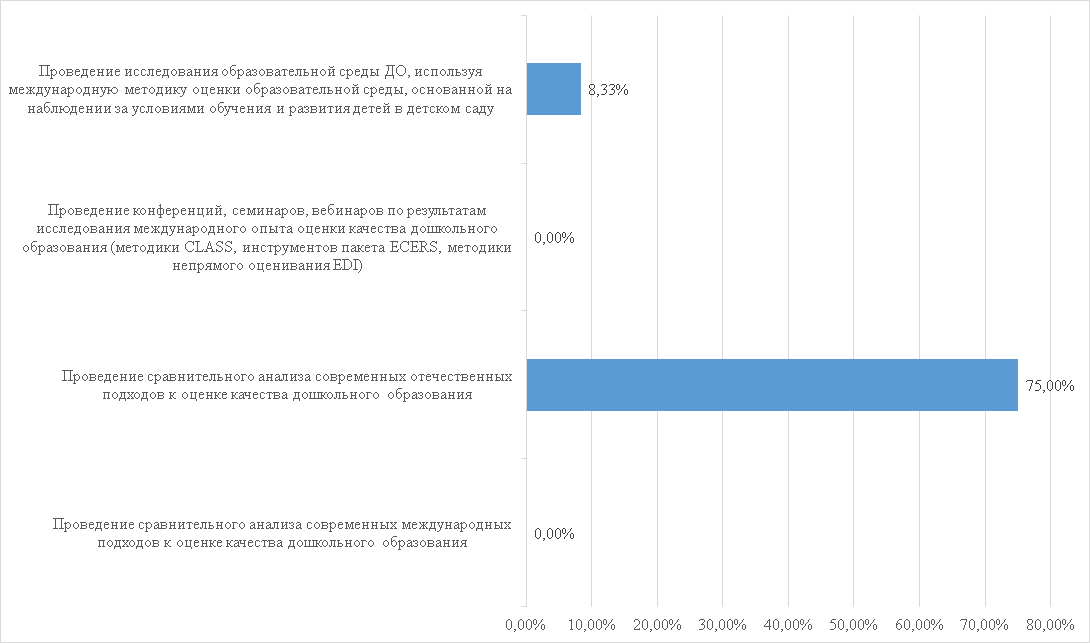 Проведение исследования образовательной среды ДО, используя
международную методику оценки образовательной среды, основанной на
наблюдении за условиями обучения и развития детей в детском саду
8,33%
Проведение конференций, семинаров, вебинаров по результатам
исследования международного опыта оценки качества дошкольного
образования (методики CLASS, инструментов пакета ECERS, методики
непрямого оценивания EDI)
0,00%
Проведение сравнительного анализа современных отечественных
подходов к оценке качества дошкольного образования
75,00%
Проведение сравнительного анализа современных международных
подходов к оценке качества дошкольного образования
0,00%
0,00% 10,00% 20,00% 30,00% 40,00% 50,00% 60,00% 70,00% 80,00%